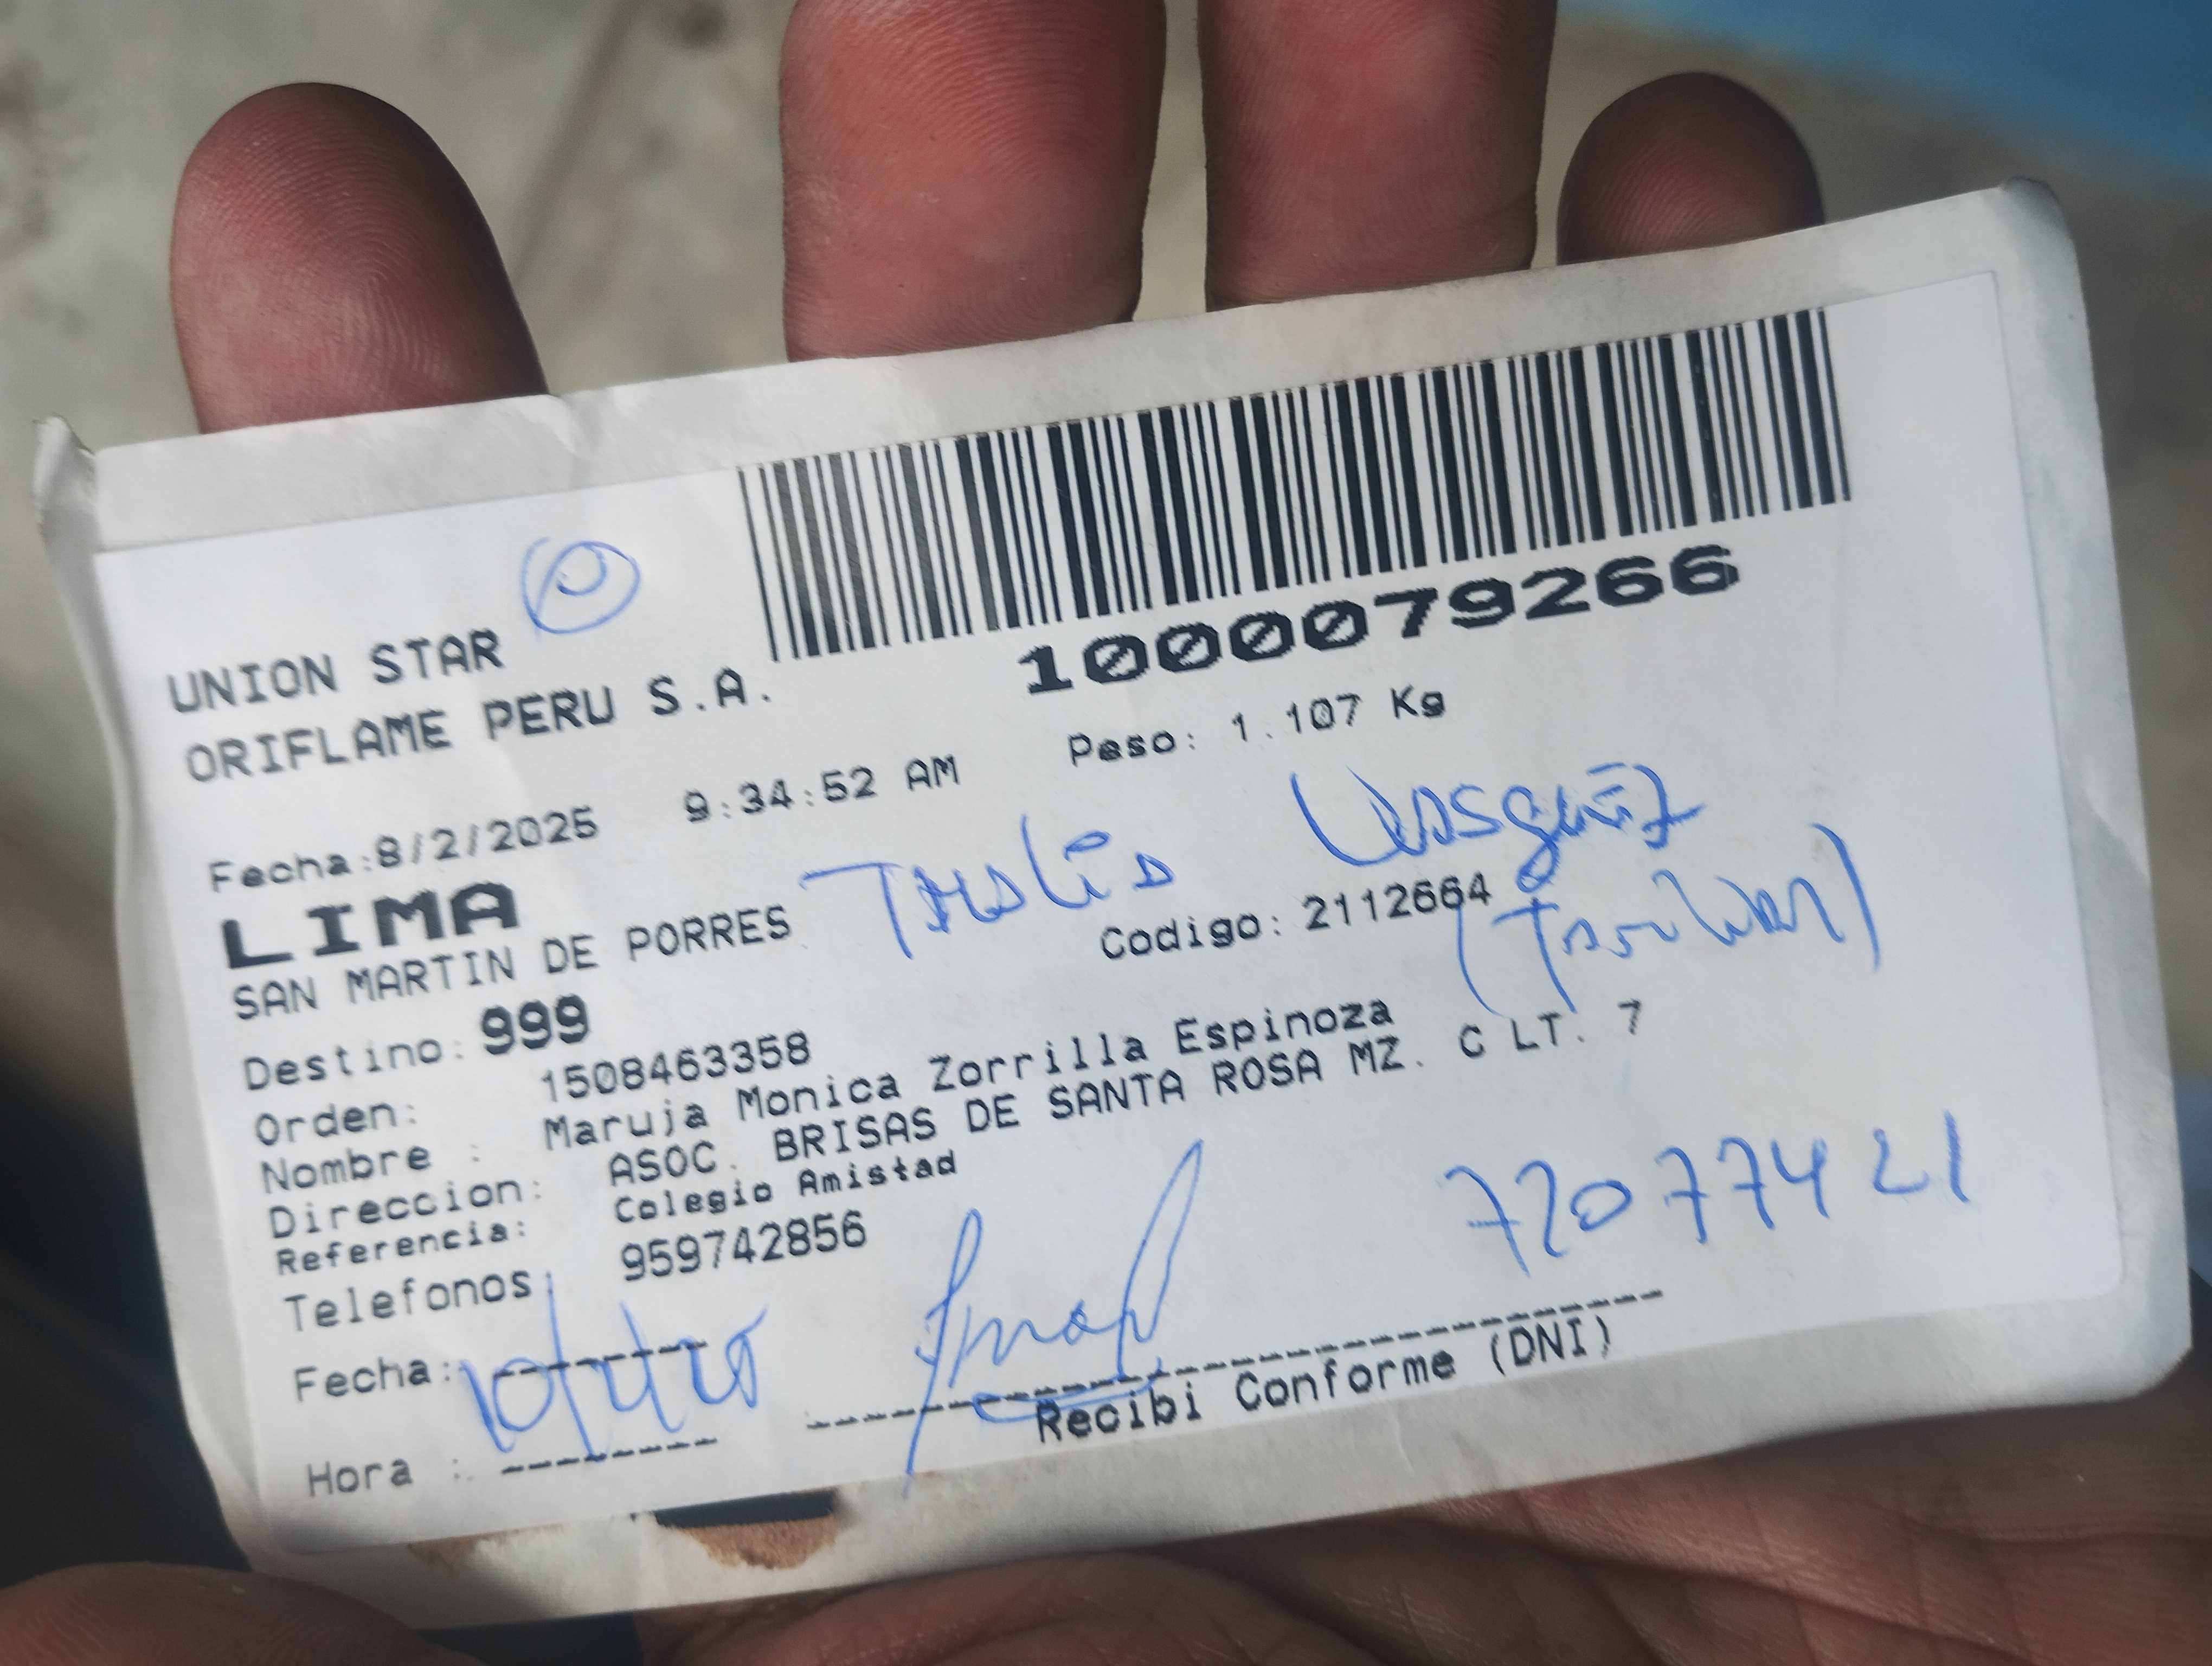 1000079266
UNION STAR
ORIFLAME PERU S.A.
Fecha:8/2/2025 9:34:52 AM Peso: 1.107 Kg
LIMA
SAN MARTIN DE PORRES Codigo: 2112664
Vasquez
Destino: 999
Orden: 1508463358
Nombre : Maruja Monica Zorrilla Espinoza
Direccion: ASOC. BRISAS DE SANTA ROSA MZ. C LT. 7
Referencia: Colegio Amistad
Telefonos: 959742856
72077421
Fecha:
Recibi Conforme (DNI)
Hora :